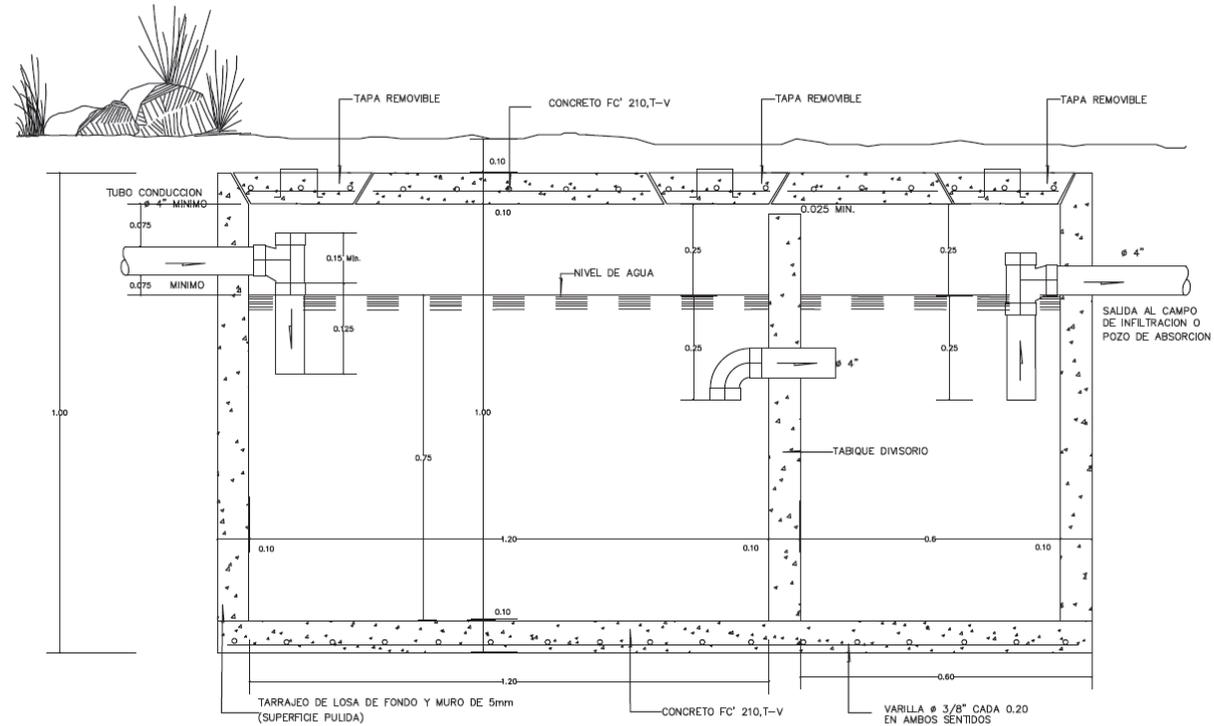 TAPA REMOVIBLE
CONCRETO FC' 210,T-V
TAPA REMOVIBLE
TAPA REMOVIBLE
0.10
TUBO CONDUCCION
ø 4" MINIMO
0.10
0.025 MIN.
0.075
0.25
0.25
0.15 Min.
ø 4"
NIVEL DE AGUA
0.075
MINIMO
SALIDA AL CAMPO
DE INFILTRACION O
POZO DE ABSORCION
0.125
0.25
0.25
ø 4"
1.00
1.00
0.75
TABIQUE DIVISORIO
0.10
1.20
0.10
0.6
0.10
0.10
1.20
0.60
TARRAJEO DE LOSA DE FONDO Y MURO DE 5mm
(SUPERFICIE PULIDA)
CONCRETO FC' 210,T-V
VARILLA ø 3/8" CADA 0.20
EN AMBOS SENTIDOS